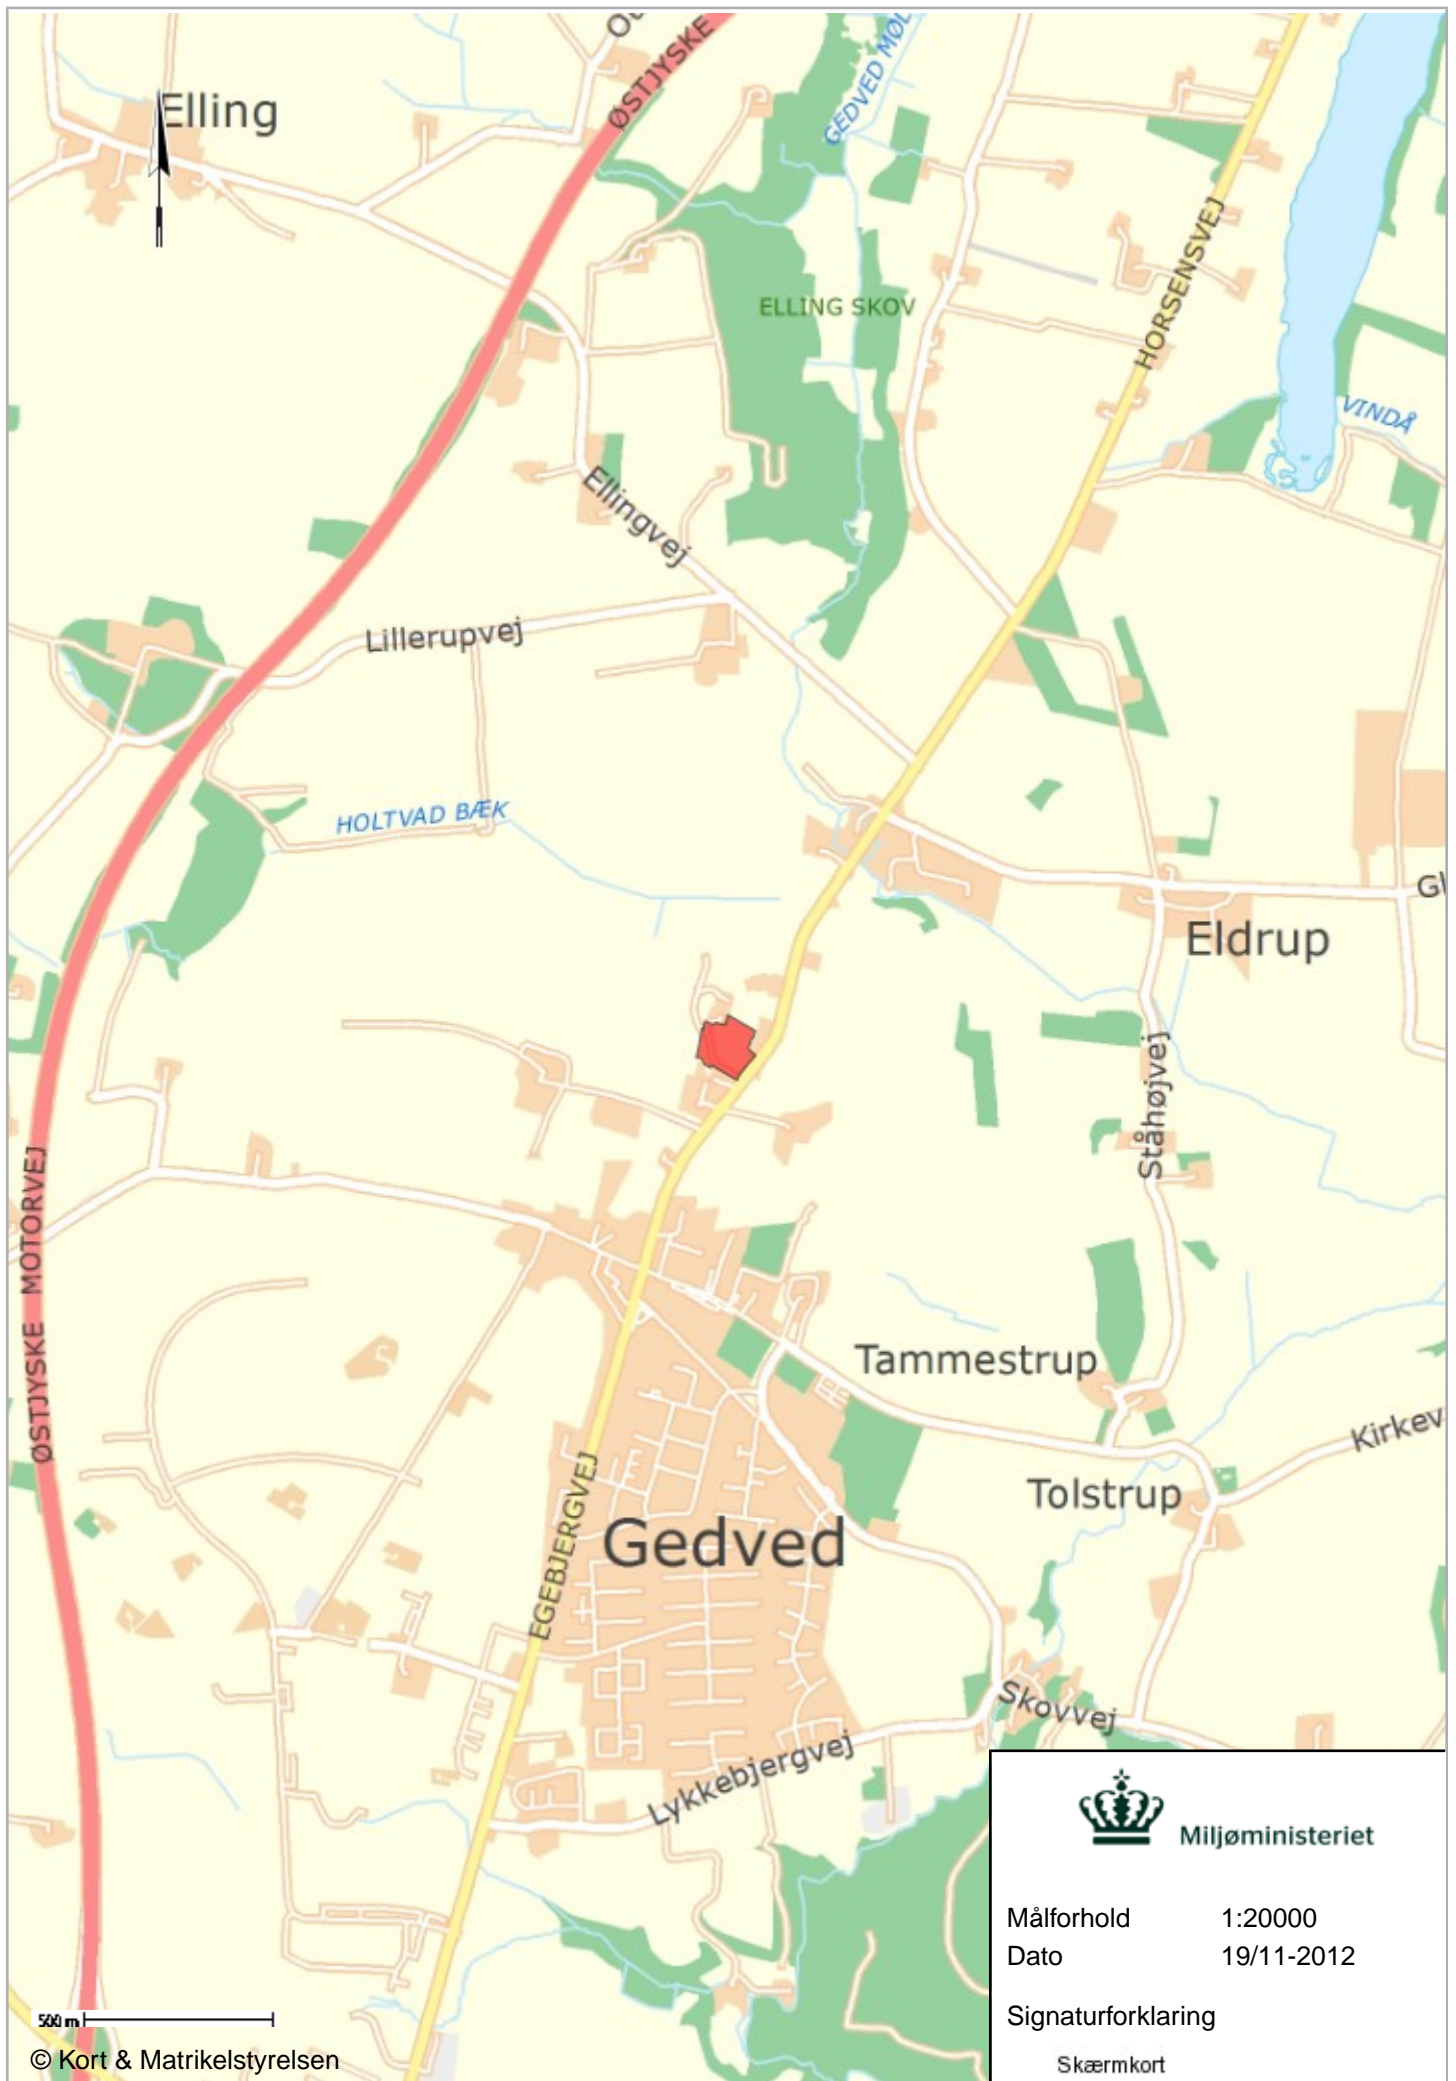 ØSTJYSKE
GEDVED MØL
Elling
ELLING SKOV
HORSENSVEJ
VINDÅ
Ellingvej
Lillerupvej
HOLTVAD BÆK
Eldrup
Ståhøjvej
ØSTJYSKE MOTORVEJ
Tammestrup
Kirkev
Tolstrup
Gedved
EGEBJERGVEJ
Skovvej
Lykkebjergvej
Miljøministeriet
Målforhold 1:20000
Dato 19/11-2012
Signaturforklaring
Skærmkort
500 m
© Kort & Matrikelstyrelsen